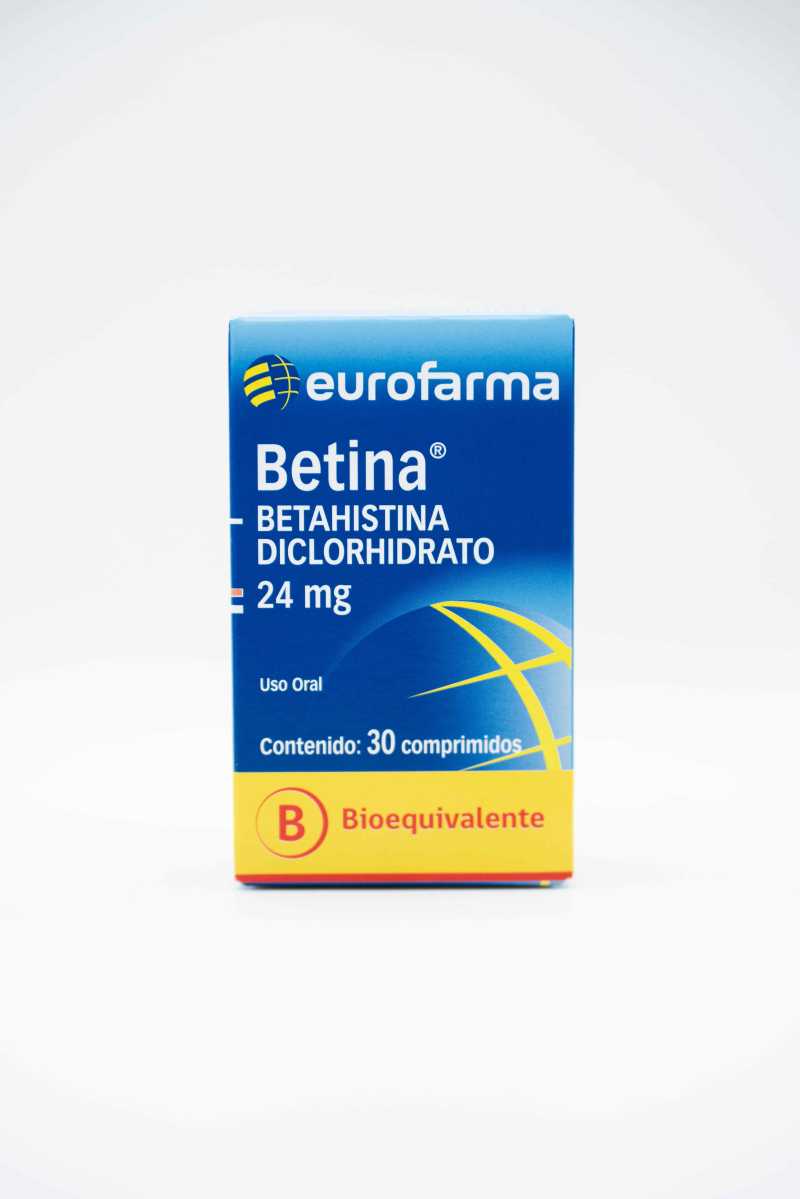 eurofarma
Betina®
BETAHISTINA
DICLORHIDRATO
24 mg
Uso Oral
Contenido: 30 comprimidos
B Bioequivalente